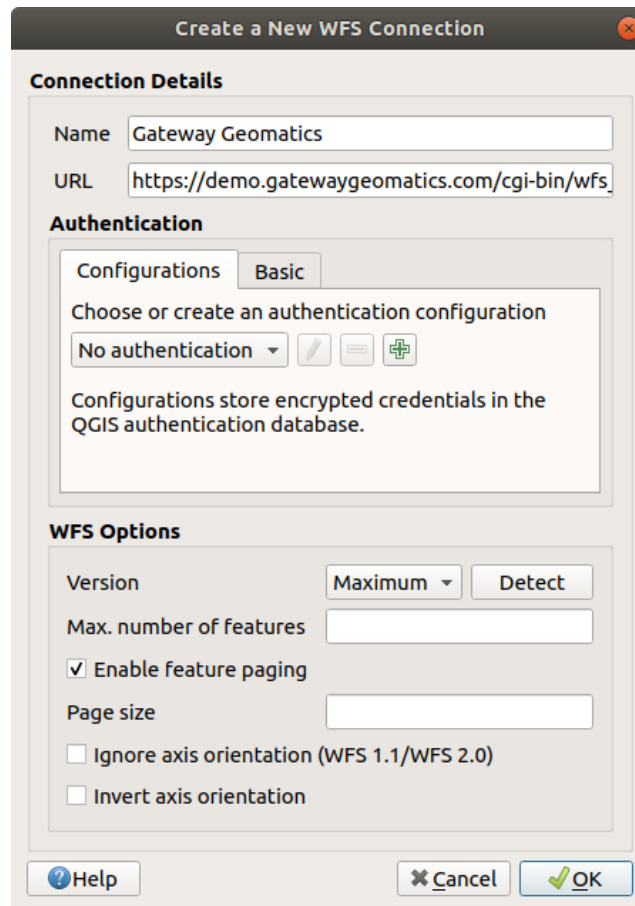 Create a New WFS Connection
Connection Details
Name Gateway Geomatics
URL https://demo.gatewaygeomatics.com/cgi-bin/wfs_
Authentication
Configurations Basic
Choose or create an authentication configuration
No authentication
Configurations store encrypted credentials in the
QGIS authentication database.
WFS Options
Version Maximum Detect
Max. number of features
Enable feature paging
Page size
Ignore axis orientation (WFS 1.1/WFS 2.0)
Invert axis orientation
Help Cancel OK